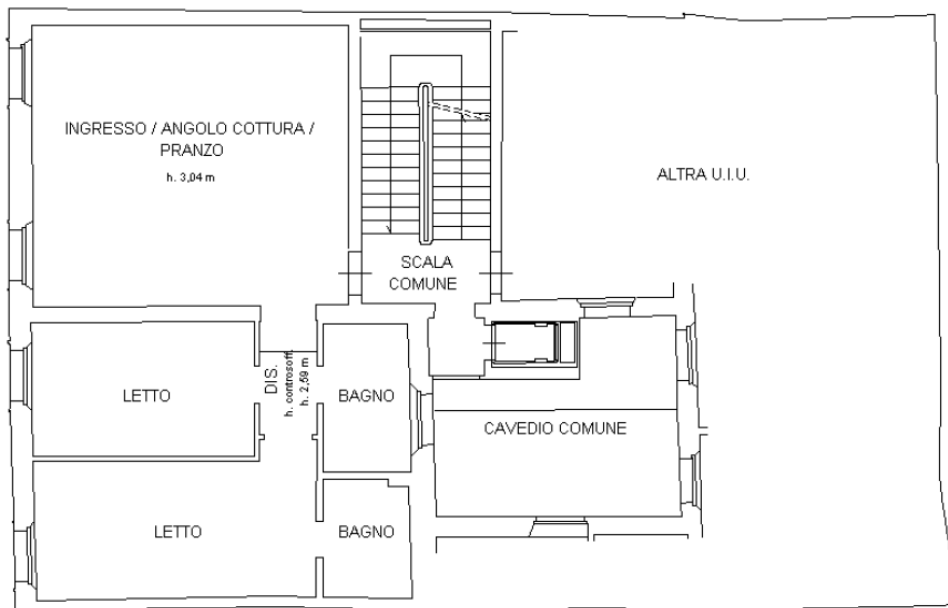 INGRESSO / ANGOLO COTTURA /
PRANZO
h. 3,04 m
ALTRA U.I.U.
SCALA
COMUNE
DIS.
h. controsoff.
h. 2,59 m
LETTO
BAGNO
CAVEDIO COMUNE
LETTO
BAGNO